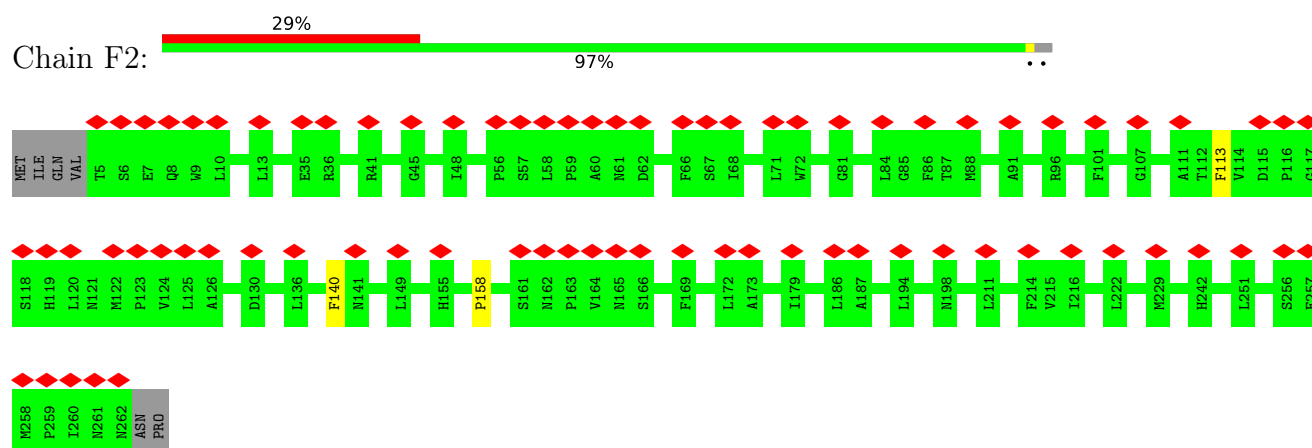 29%
Chain F2:
97%
MET ILE GLN VAL T5 S6 E7 Q8 W9 L10 L13 E35 R36 R41 G45 I48 P56 S57 L58 P59 A60 N61 D62 F66 S67 I68 L71 W72 G81 L84 G85 F86 T87 M88 A91 R96 F101 G107 A111 T112 F113 V114 D115 P116 G117
S118 H119 L120 N121 M122 P123 V124 L125 A126 D130 L136 F140 N141 L149 H155 P158 S161 N162 P163 V164 N165 S166 F169 L172 A173 I179 L186 A187 L194 N198 L211 F214 V215 I216 L222 M229 H242 L251 S256 E257
M258 P259 I260 N261 N262 ASN PRO